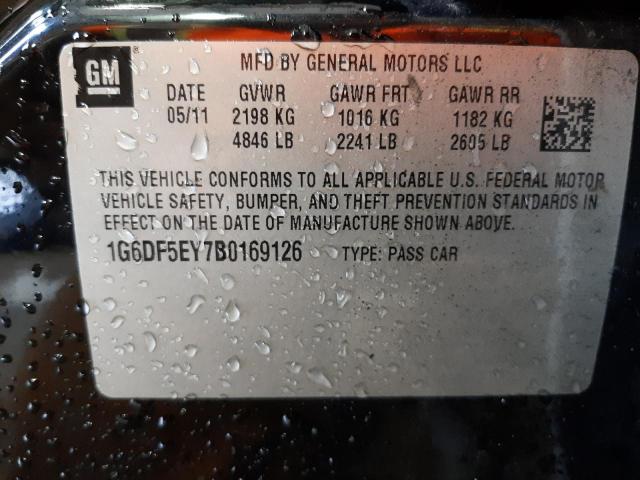 GM
®
MFD BY GENERAL MOTORS LLC
DATE GVWR GAWR FRT GAWR RR
05/11 2198 KG 1016 KG 1182 KG
4846 LB 2241 LB 2605 LB
THIS VEHICLE CONFORMS TO ALL APPLICABLE U.S. FEDERAL MOTOR
VEHICLE SAFETY, BUMPER, AND THEFT PREVENTION STANDARDS IN
EFFECT ON THE DATE OF MANUFACTURE SHOWN ABOVE.
1G6DF5EY7B0169126 TYPE: PASS CAR